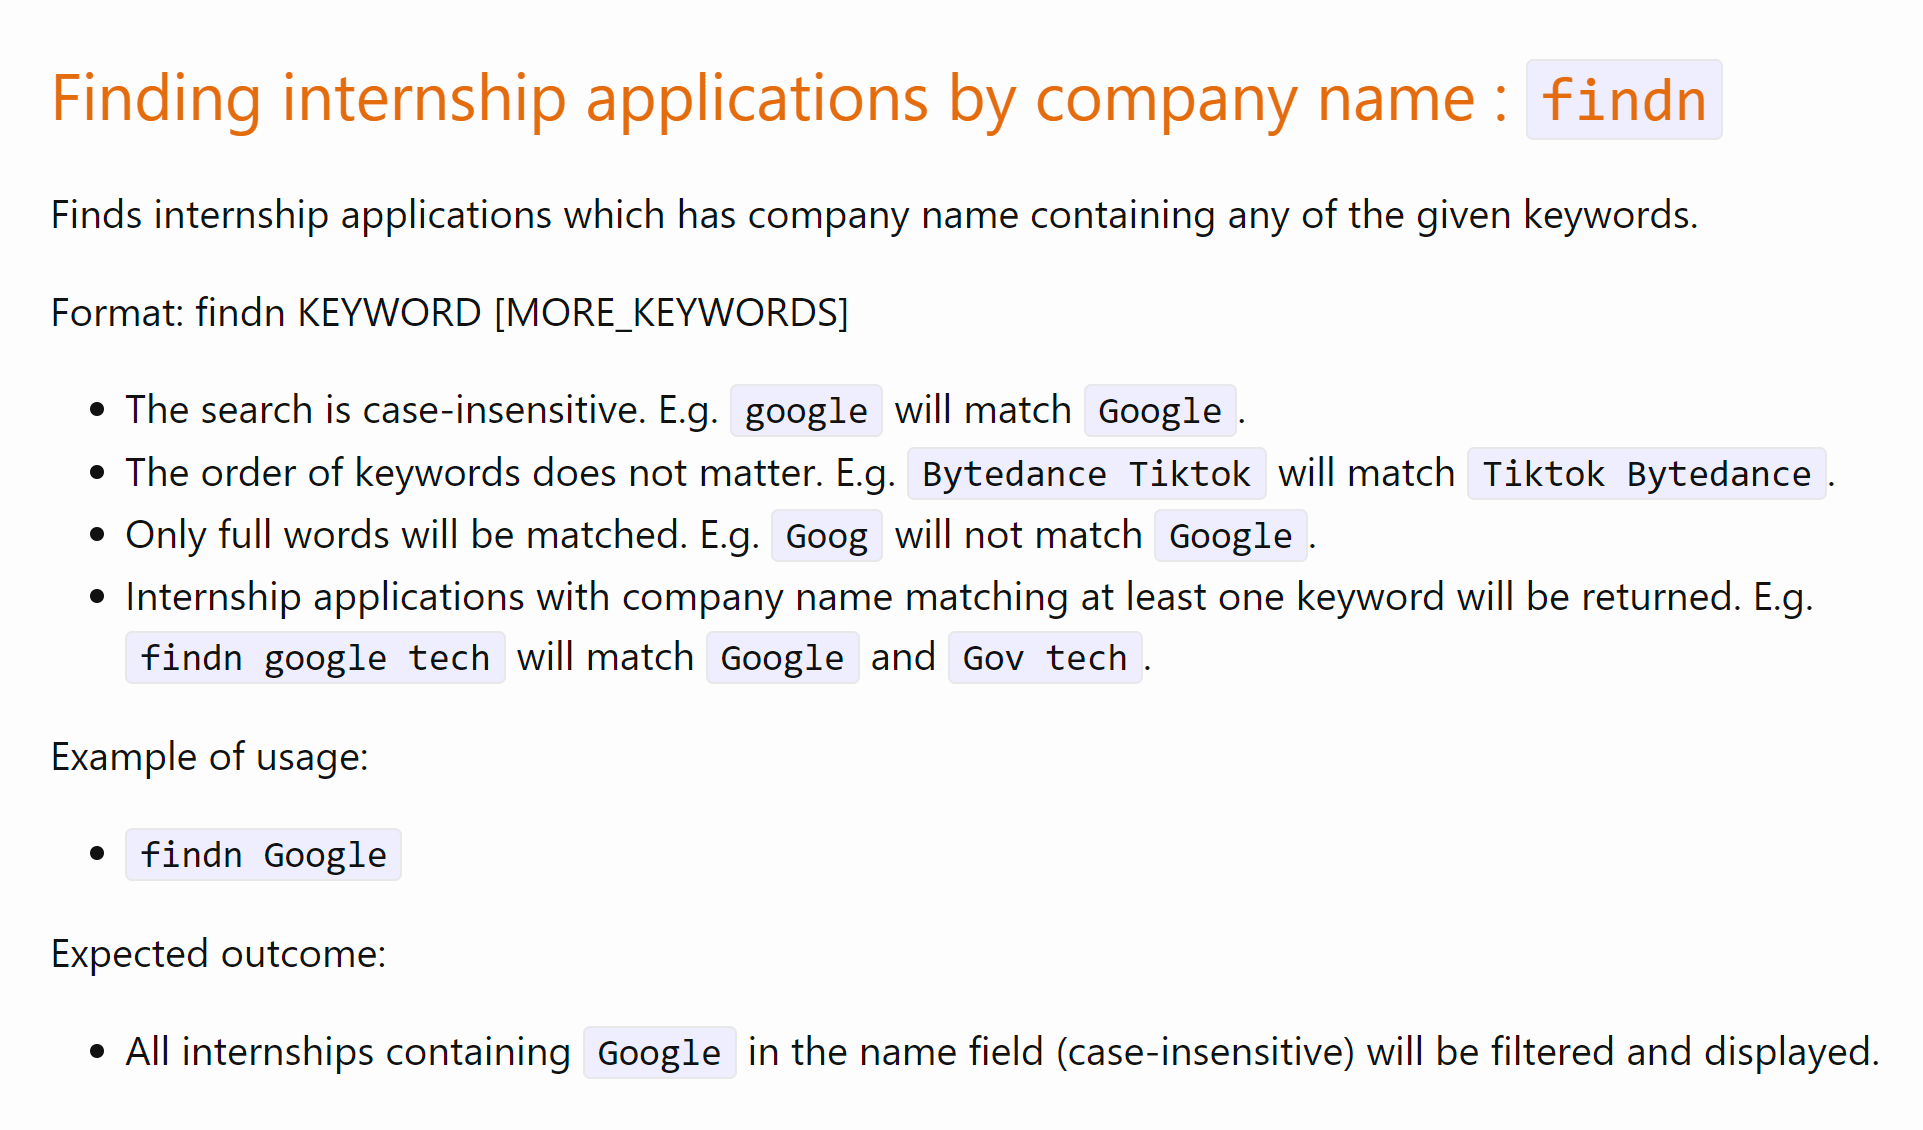 Finding internship applications by company name : findn
Finds internship applications which has company name containing any of the given keywords.
Format: findn KEYWORD [MORE_KEYWORDS]
The search is case-insensitive. E.g. google will match Google.
The order of keywords does not matter. E.g. Bytedance Tiktok will match Tiktok Bytedance.
Only full words will be matched. E.g. Goog will not match Google.
Internship applications with company name matching at least one keyword will be returned. E.g.
findn google tech will match Google and Gov tech.
Example of usage:
findn Google
Expected outcome:
All internships containing Google in the name field (case-insensitive) will be filtered and displayed.